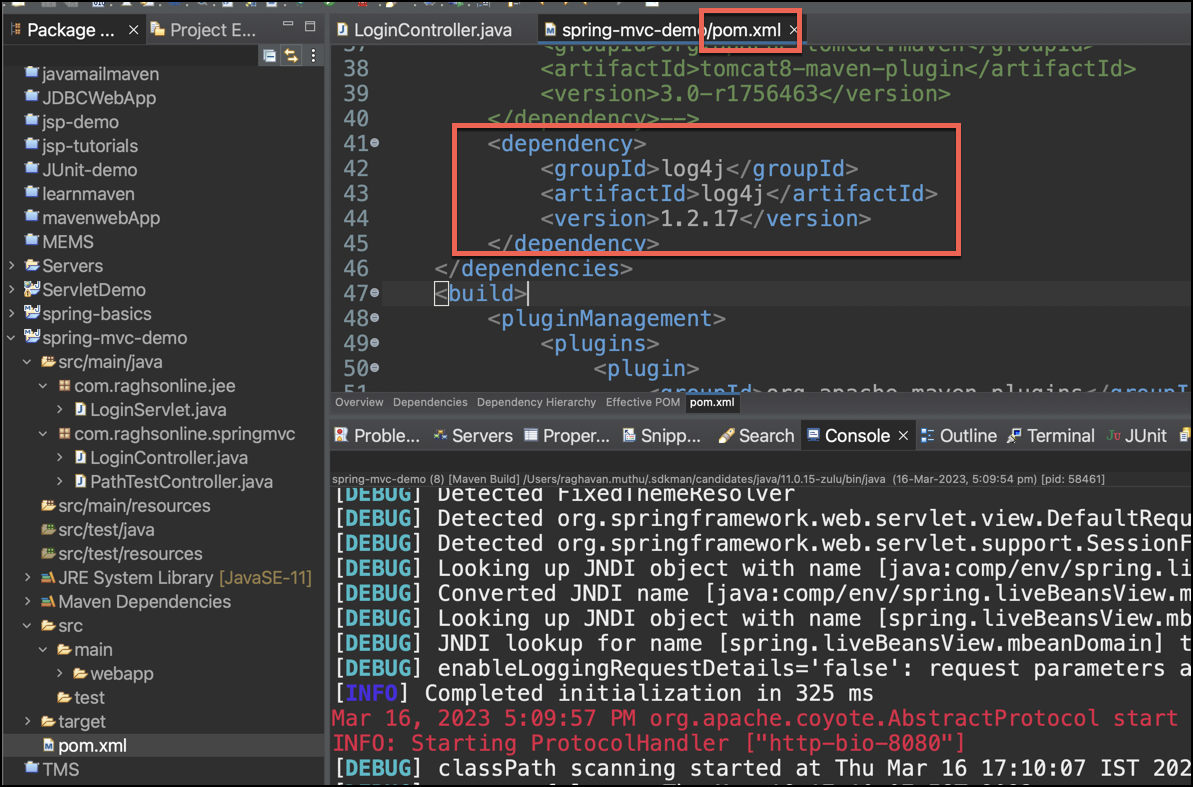 Package ...
Project E...
javamailmaven
JDBCWebApp
jsp-demo
jsp-tutorials
JUnit-demo
learnmaven
mavenwebApp
MEMS
Servers
ServletDemo
spring-basics
spring-mvc-demo
src/main/java
com.raghsonline.jee
LoginServlet.java
com.raghsonline.springmvc
LoginController.java
PathTestController.java
src/main/resources
src/test/java
src/test/resources
JRE System Library [JavaSE-11]
Maven Dependencies
src
main
webapp
test
target
pom.xml
TMS
LoginController.java
spring-mvc-demo/pom.xml
37 <groupId>org.apache.tomcat.maven</groupId>
38 <artifactId>tomcat8-maven-plugin</artifactId>
39 <version>3.0-r1756463</version>
40 </dependency>-->
41 <dependency>
42 <groupId>log4j</groupId>
43 <artifactId>log4j</artifactId>
44 <version>1.2.17</version>
45 </dependency>
46 </dependencies>
47 <build>
48 <pluginManagement>
49 <plugins>
50 <plugin>
51 <groupId>org.apache.maven.plugins</groupI
Overview Dependencies Dependency Hierarchy Effective POM pom.xml
Proble... Servers Proper... Snipp... Search Console Outline Terminal JUnit
spring-mvc-demo (8) [Maven Build] /Users/raghavan.muthu/.sdkman/candidates/java/11.0.15-zulu/bin/java (16-Mar-2023, 5:09:54 pm) [pid: 58461]
[DEBUG] Detected FixedThemeResolver
[DEBUG] Detected org.springframework.web.servlet.view.DefaultRequ
[DEBUG] Detected org.springframework.web.servlet.support.SessionF
[DEBUG] Looking up JNDI object with name [java:comp/env/spring.li
[DEBUG] Converted JNDI name [java:comp/env/spring.liveBeansView.m
[DEBUG] Looking up JNDI object with name [spring.liveBeansView.mb
[DEBUG] JNDI lookup for name [spring.liveBeansView.mbeanDomain] t
[DEBUG] enableLoggingRequestDetails='false': request parameters a
[INFO] Completed initialization in 325 ms
Mar 16, 2023 5:09:57 PM org.apache.coyote.AbstractProtocol start
INFO: Starting ProtocolHandler ["http-bio-8080"]
[DEBUG] classPath scanning started at Thu Mar 16 17:10:07 IST 202